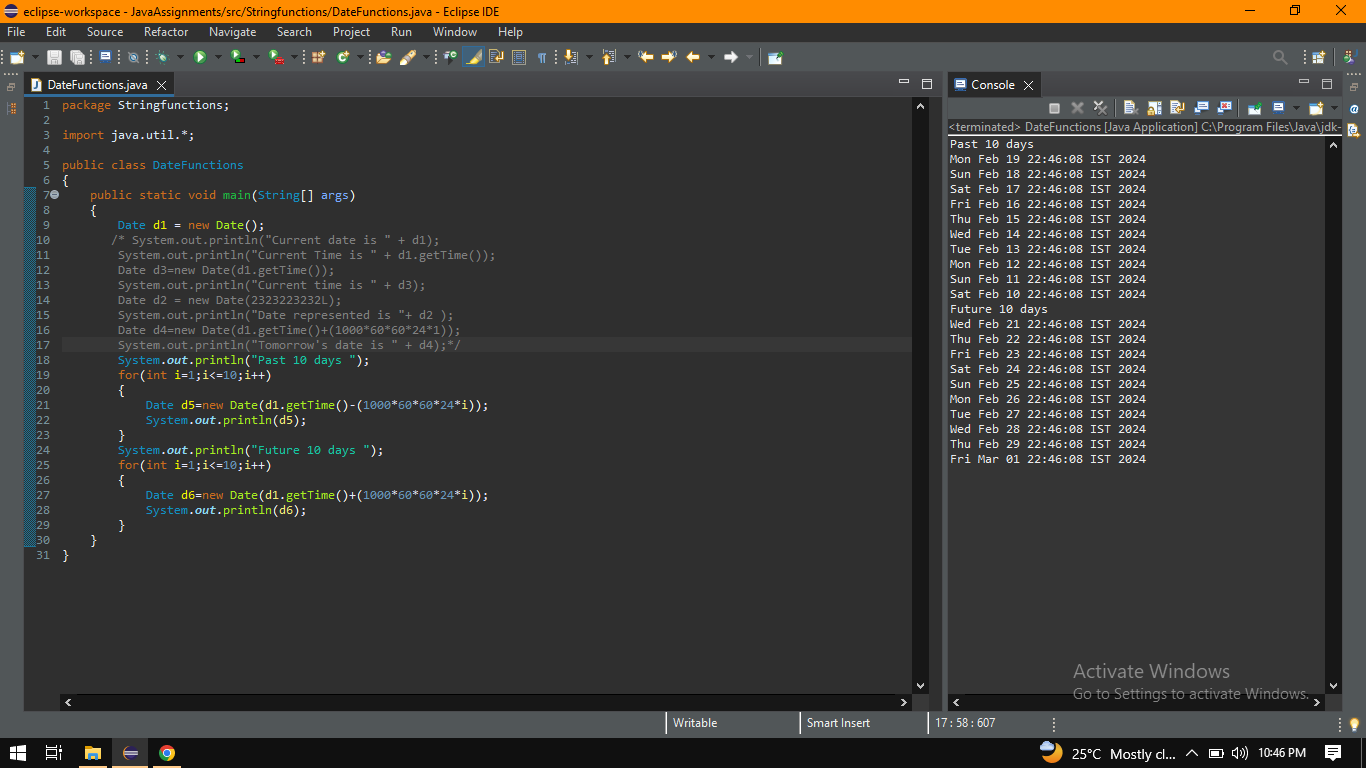 eclipse-workspace - JavaAssignments/src/Stringfunctions/DateFunctions.java - Eclipse IDE
File Edit Source Refactor Navigate Search Project Run Window Help
DateFunctions.java
1 package Stringfunctions;
2
3 import java.util.*;
4
5 public class DateFunctions
6 {
7 public static void main(String[] args)
8 {
9 Date d1 = new Date();
10 /* System.out.println("Current date is " + d1);
11 System.out.println("Current Time is " + d1.getTime());
12 Date d3=new Date(d1.getTime());
13 System.out.println("Current time is " + d3);
14 Date d2 = new Date(2323223232L);
15 System.out.println("Date represented is "+ d2 );
16 Date d4=new Date(d1.getTime()+(1000*60*60*24*1));
17 System.out.println("Tomorrow's date is " + d4);*/
18 System.out.println("Past 10 days ");
19 for(int i=1;i<=10;i++)
20 {
21 Date d5=new Date(d1.getTime()-(1000*60*60*24*i));
22 System.out.println(d5);
23 }
24 System.out.println("Future 10 days ");
25 for(int i=1;i<=10;i++)
26 {
27 Date d6=new Date(d1.getTime()+(1000*60*60*24*i));
28 System.out.println(d6);
29 }
30 }
31 }
Console
<terminated> DateFunctions [Java Application] C:\Program Files\Java\jdk-
Past 10 days
Mon Feb 19 22:46:08 IST 2024
Sun Feb 18 22:46:08 IST 2024
Sat Feb 17 22:46:08 IST 2024
Fri Feb 16 22:46:08 IST 2024
Thu Feb 15 22:46:08 IST 2024
Wed Feb 14 22:46:08 IST 2024
Tue Feb 13 22:46:08 IST 2024
Mon Feb 12 22:46:08 IST 2024
Sun Feb 11 22:46:08 IST 2024
Sat Feb 10 22:46:08 IST 2024
Future 10 days
Wed Feb 21 22:46:08 IST 2024
Thu Feb 22 22:46:08 IST 2024
Fri Feb 23 22:46:08 IST 2024
Sat Feb 24 22:46:08 IST 2024
Sun Feb 25 22:46:08 IST 2024
Mon Feb 26 22:46:08 IST 2024
Tue Feb 27 22:46:08 IST 2024
Wed Feb 28 22:46:08 IST 2024
Thu Feb 29 22:46:08 IST 2024
Fri Mar 01 22:46:08 IST 2024
Activate Windows
Go to Settings to activate Windows.
Writable Smart Insert 17 : 58 : 607
25°C Mostly cl... 10:46 PM